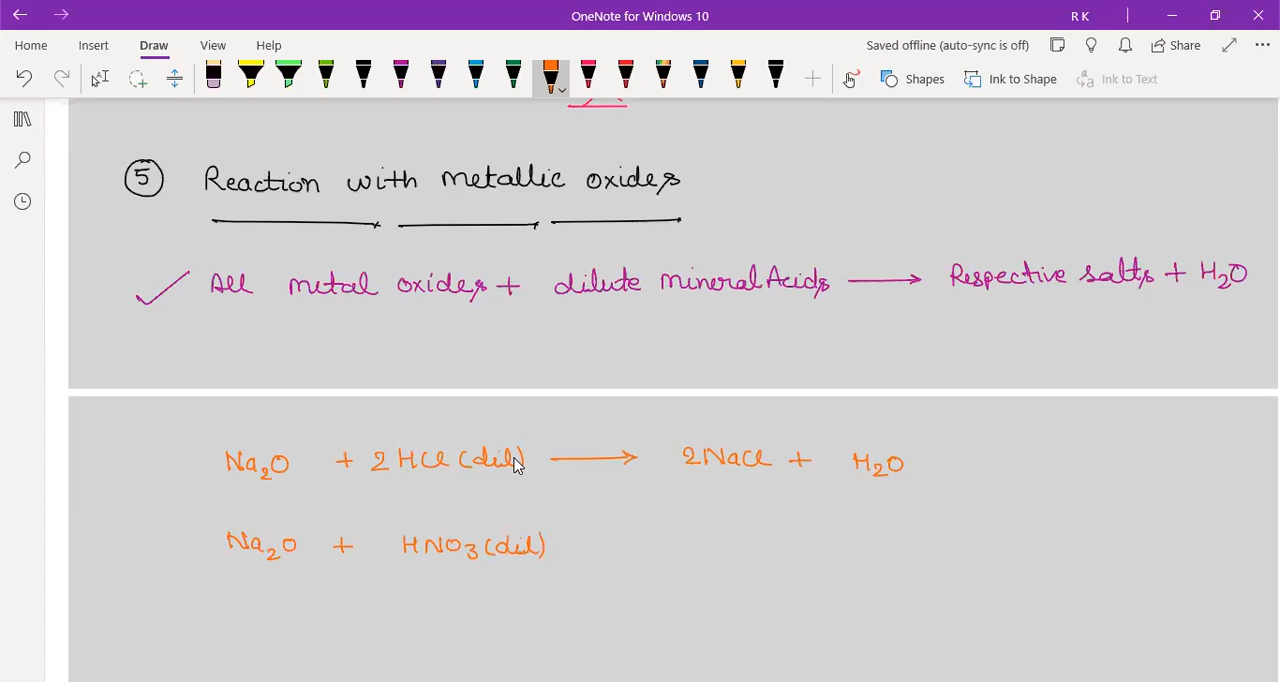 OneNote for Windows 10
R K
Home Insert Draw View Help
Saved offline (auto-sync is off) Share
Shapes Ink to Shape Ink to Text
5 Reaction with metallic oxides
All metal oxides + dilute mineral Acids → Respective salts + H₂O
Na₂O + 2HCl (dil) → 2NaCl + H₂O
Na₂O + HNO₃ (dil)